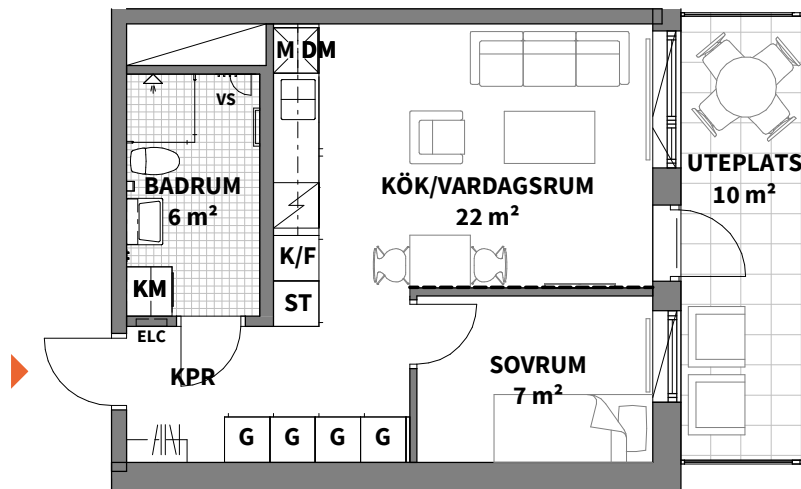 M DM
VS
BADRUM
6 m²
KÖK/VARDAGSRUM
22 m²
UTEPLATS
10 m²
K/F
KM
ST
ELC
KPR
SOVRUM
7 m²
G G G G